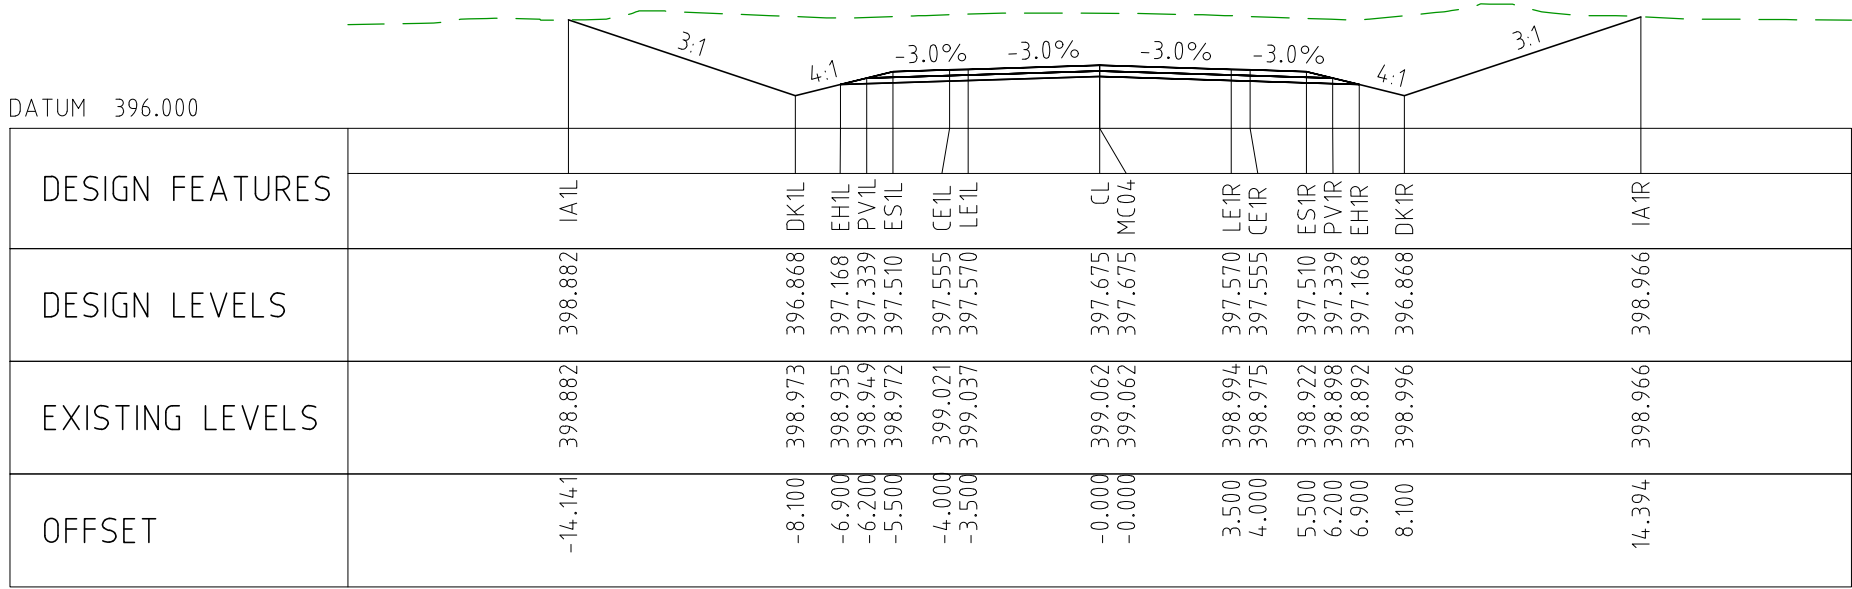 3:1
4:1
-3.0%
-3.0%
-3.0%
-3.0%
4:1
3:1
DATUM 396.000
DESIGN FEATURES
IA1L
DK1L
EH1L
PV1L
ES1L
CE1L
LE1L
CL
MC04
LE1R
CE1R
ES1R
PV1R
EH1R
DK1R
IA1R
DESIGN LEVELS
398.882
396.868
397.168
397.339
397.510
397.555
397.570
397.675
397.675
397.570
397.555
397.510
397.339
397.168
396.868
398.966
EXISTING LEVELS
398.882
398.973
398.935
398.949
398.972
399.021
399.037
399.062
399.062
398.994
398.975
398.922
398.898
398.892
398.996
398.966
OFFSET
-14.141
-8.100
-6.900
-6.200
-5.500
-4.000
-3.500
-0.000
-0.000
3.500
4.000
5.500
6.200
6.900
8.100
14.394